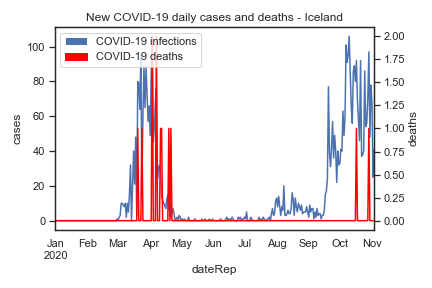 New COVID-19 daily cases and deaths - Iceland
COVID-19 infections
COVID-19 deaths
100
80
60
40
20
0
cases
2.00
1.75
1.50
1.25
1.00
0.75
0.50
0.25
0.00
deaths
Jan Feb Mar Apr May Jun Jul Aug Sep Oct Nov
2020
dateRep